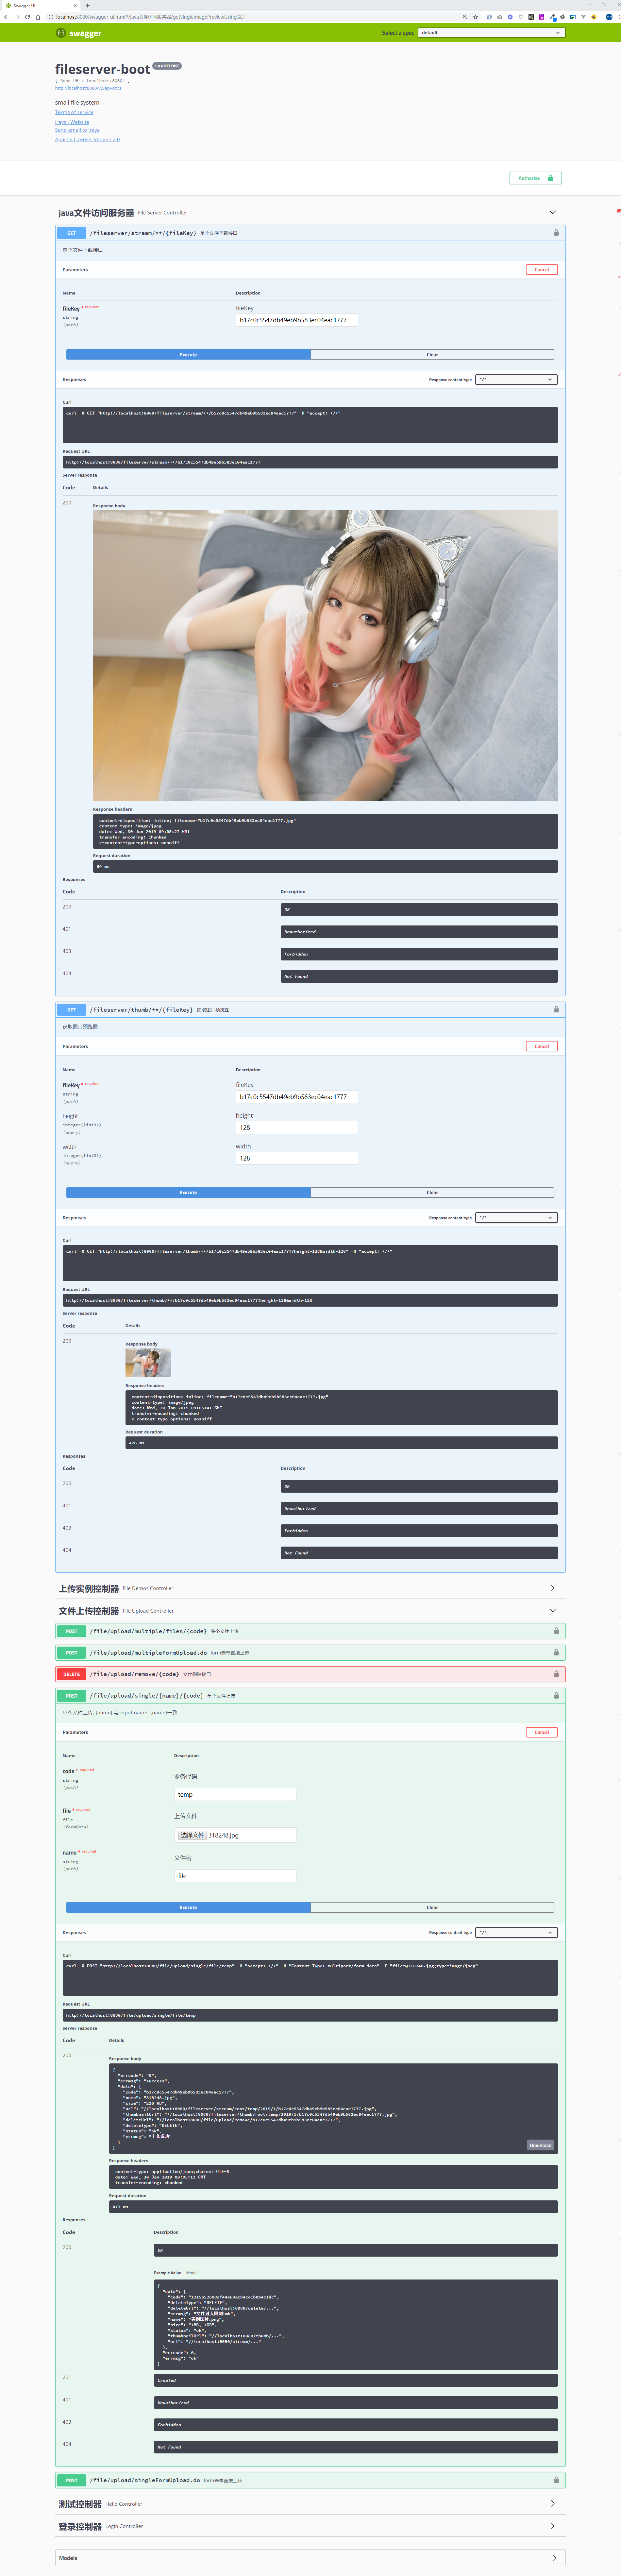 Swagger UI
localhost:8080/swagger-ui.html#/java文件访问服务器/getSingleImagePreviewUsingGET
swagger
Select a spec
default
fileserver-boot
1.0.0.RELEASE
[ Base URL: localhost:8080/ ]
http://localhost:8080/v2/api-docs
small file system
Terms of service
irays - Website
Send email to irays
Apache License, Version 2.0
Authorize
java文件访问服务器 File Server Controller
GET /fileserver/stream/**/{fileKey} 单个文件下载接口
单个文件下载接口
Parameters
Cancel
Name Description
fileKey * required
string
(path)
fileKey
b17c0c5547db49eb9b583ec04eac1777
Execute Clear
Responses Response content type */*
Curl
curl -X GET "http://localhost:8080/fileserver/stream/**/b17c0c5547db49eb9b583ec04eac1777" -H "accept: */*"
Request URL
http://localhost:8080/fileserver/stream/**/b17c0c5547db49eb9b583ec04eac1777
Server response
Code Details
200
Response body
Response headers
content-disposition: inline; filename="b17c0c5547db49eb9b583ec04eac1777.jpg"
content-type: image/jpeg
date: Wed, 30 Jan 2019 09:05:27 GMT
transfer-encoding: chunked
x-content-type-options: nosniff
Request duration
69 ms
Responses
Code Description
200 OK
401 Unauthorized
403 Forbidden
404 Not Found
GET /fileserver/thumb/**/{fileKey} 获取图片预览图
获取图片预览图
Parameters
Cancel
Name Description
fileKey * required
string
(path)
fileKey
b17c0c5547db49eb9b583ec04eac1777
height
integer($int32)
(query)
height
128
width
integer($int32)
(query)
width
128
Execute Clear
Responses Response content type */*
Curl
curl -X GET "http://localhost:8080/fileserver/thumb/**/b17c0c5547db49eb9b583ec04eac1777?height=128&width=128" -H "accept: */*"
Request URL
http://localhost:8080/fileserver/thumb/**/b17c0c5547db49eb9b583ec04eac1777?height=128&width=128
Server response
Code Details
200
Response body
Response headers
content-disposition: inline; filename="b17c0c5547db49eb9b583ec04eac1777.jpg"
content-type: image/jpeg
date: Wed, 30 Jan 2019 09:05:41 GMT
transfer-encoding: chunked
x-content-type-options: nosniff
Request duration
426 ms
Responses
Code Description
200 OK
401 Unauthorized
403 Forbidden
404 Not Found
上传实例控制器 File Demos Controller
文件上传控制器 File Upload Controller
POST /file/upload/multiple/files/{code} 多个文件上传
POST /file/upload/multipleFormUpload.do form表单直接上传
DELETE /file/upload/remove/{code} 文件删除接口
POST /file/upload/single/{name}/{code} 单个文件上传
单个文件上传, {name} 与 input name={name}一致
Parameters
Cancel
Name Description
code * required
string
(path)
业务代码
temp
file * required
file
(formData)
上传文件
选择文件 318248.jpg
name * required
string
(path)
文件名
file
Execute Clear
Responses Response content type */*
Curl
curl -X POST "http://localhost:8080/file/upload/single/file/temp" -H "accept: */*" -H "Content-Type: multipart/form-data" -F "file=@318248.jpg;type=image/jpeg"
Request URL
http://localhost:8080/file/upload/single/file/temp
Server response
Code Details
200
Response body
{
"errcode": "0",
"errmsg": "success",
"data": {
"code": "b17c0c5547db49eb9b583ec04eac1777",
"name": "318248.jpg",
"url": "//localhost:8080/fileserver/stream/root/temp/2019/1/b17c0c5547db49eb9b583ec04eac1777.jpg",
"thumbnailUrl": "//localhost:8080/fileserver/thumb/root/temp/2019/1/b17c0c5547db49eb9b583ec04eac1777.jpg",
"deleteUrl": "//localhost:8080/file/upload/remove/b17c0c5547db49eb9b583ec04eac1777",
"deleteType": "DELETE",
"status": "ok",
"errmsg": "上传成功"
}
}
Download
Response headers
content-type: application/json;charset=UTF-8
date: Wed, 30 Jan 2019 09:05:12 GMT
transfer-encoding: chunked
Request duration
473 ms
Responses
Code Description
200 OK
Example Value Model
{
"data": {
"deleteType": "DELETE",
"deleteUrl": "//localhost:8080/delete/...",
"name": "实例图片.png",
"status": "ok",
"thumbnailUrl": "//localhost:8080/thumb/...",
"url": "//localhost:8080/stream/..."
},
"errcode": 0,
"errmsg": "ok"
}
201 Created
401 Unauthorized
403 Forbidden
404 Not Found
POST /file/upload/singleFormUpload.do form表单直接上传
测试控制器 Hello Controller
登录控制器 Login Controller
Models